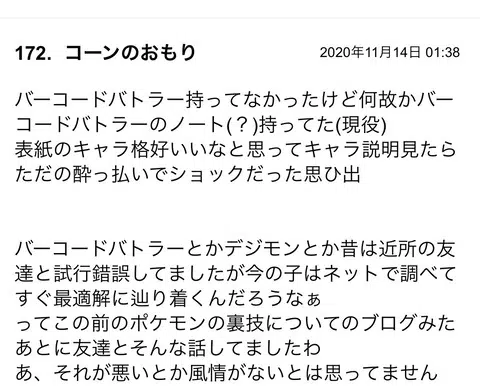 172. コーンのおもり 2020年11月14日 01:38
バーコードバトラー持ってなかったけど何故かバー
コードバトラーのノート(？)持ってた(現役)
表紙のキャラ格好いいなと思ってキャラ説明見たら
ただの酔っ払いでショックだった思ひ出
バーコードバトラーとかデジモンとか昔は近所の友
達と試行錯誤してましたが今の子はネットで調べて
すぐ最適解に辿り着くんだろうなぁ
ってこの前のポケモンの裏技についてのブログみた
あとに友達とそんな話してましたわ
あ、それが悪いとか風情がないとは思ってません